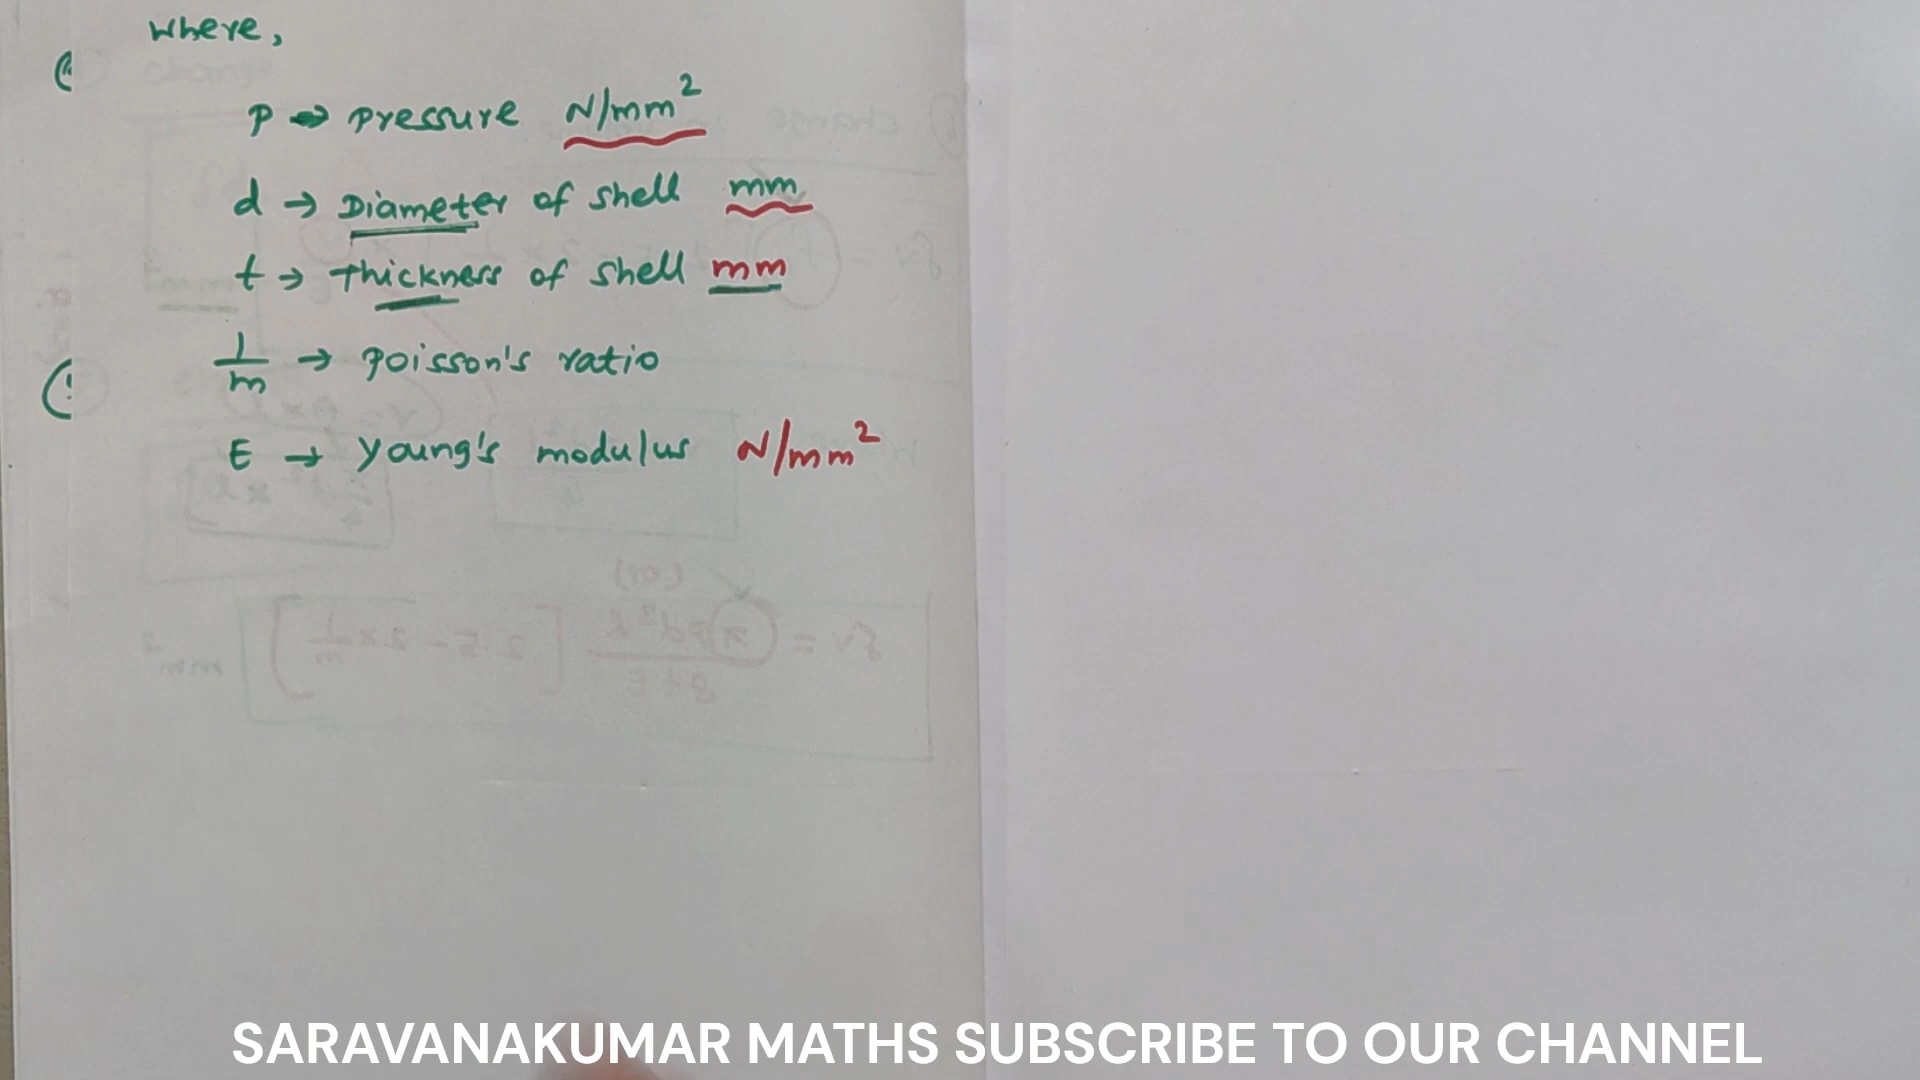 where,
P → pressure N/mm²
d → Diameter of shell mm
t → Thickness of shell mm
1/m → poisson's ratio
E → young's modulus N/mm²
SARAVANAKUMAR MATHS SUBSCRIBE TO OUR CHANNEL